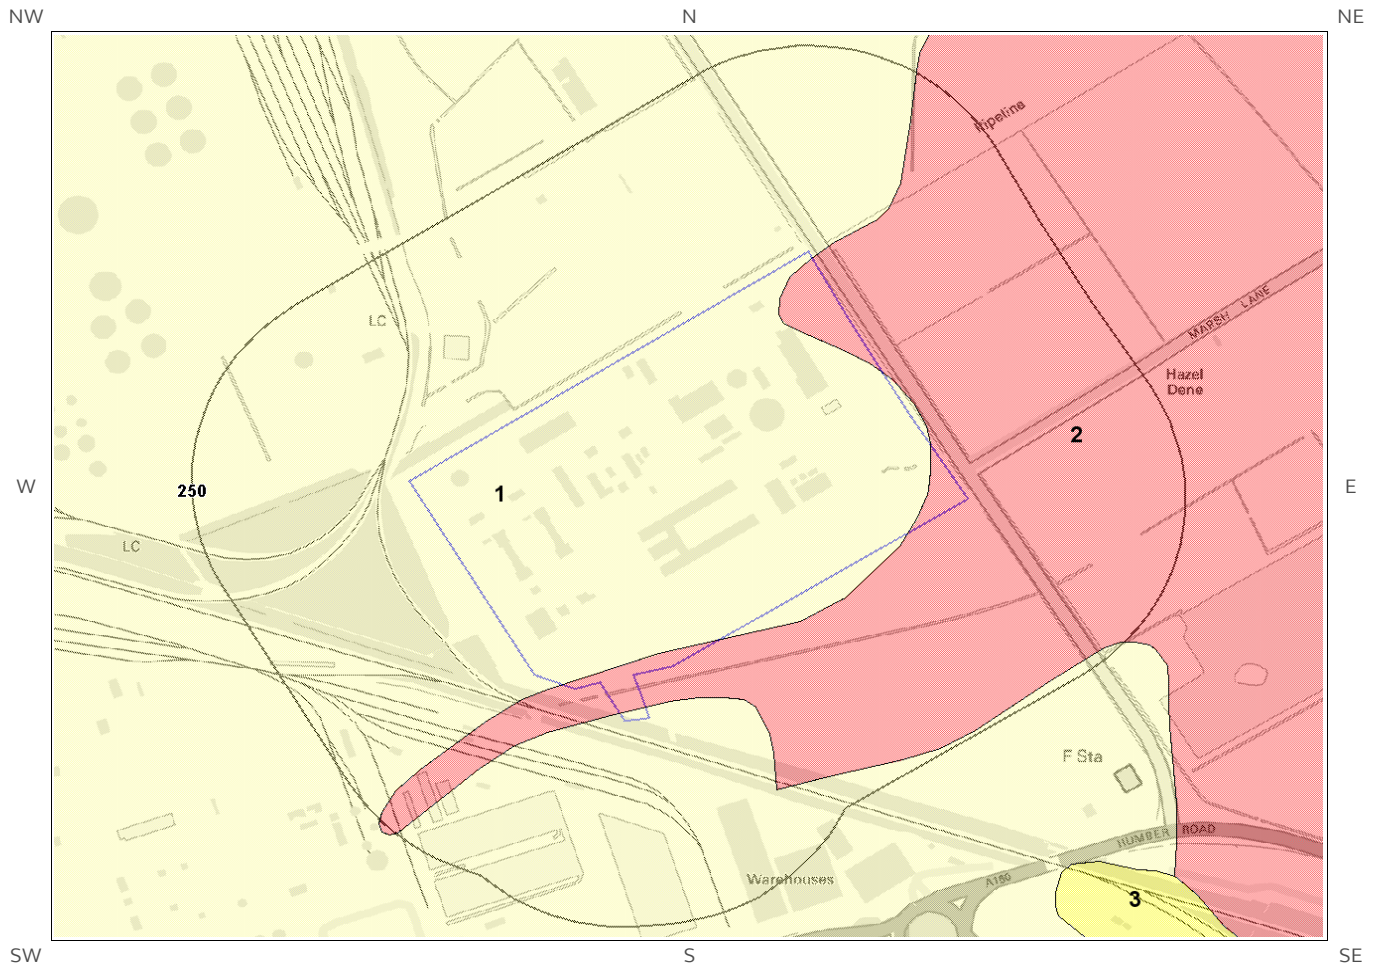 NW
N
NE
Pipeline
LC
MARSH LANE
Hazel
Dene
2
W
250
1
E
LC
F Sta
HUMBER ROAD
Warehouses
A160
3
SW
S
SE